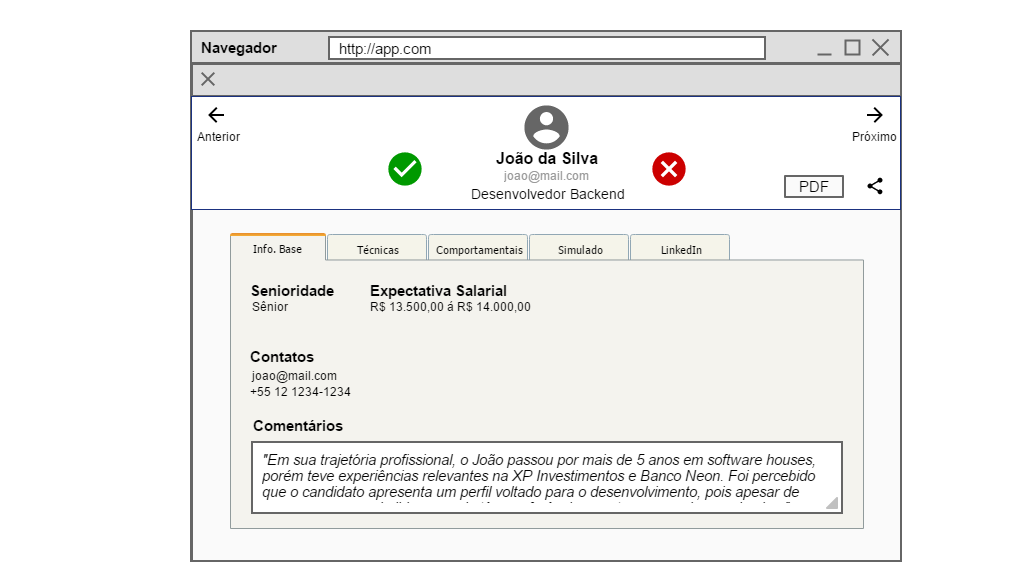 Navegador
http://app.com
Anterior
Próximo
João da Silva
joao@mail.com
Desenvolvedor Backend
PDF
Info. Base
Técnicas
Comportamentais
Simulado
LinkedIn
Senioridade
Expectativa Salarial
Sênior
R$ 13.500,00 á R$ 14.000,00
Contatos
joao@mail.com
+55 12 1234-1234
Comentários
"Em sua trajetória profissional, o João passou por mais de 5 anos em software houses,
porém teve experiências relevantes na XP Investimentos e Banco Neon. Foi percebido
que o candidato apresenta um perfil voltado para o desenvolvimento, pois apesar de